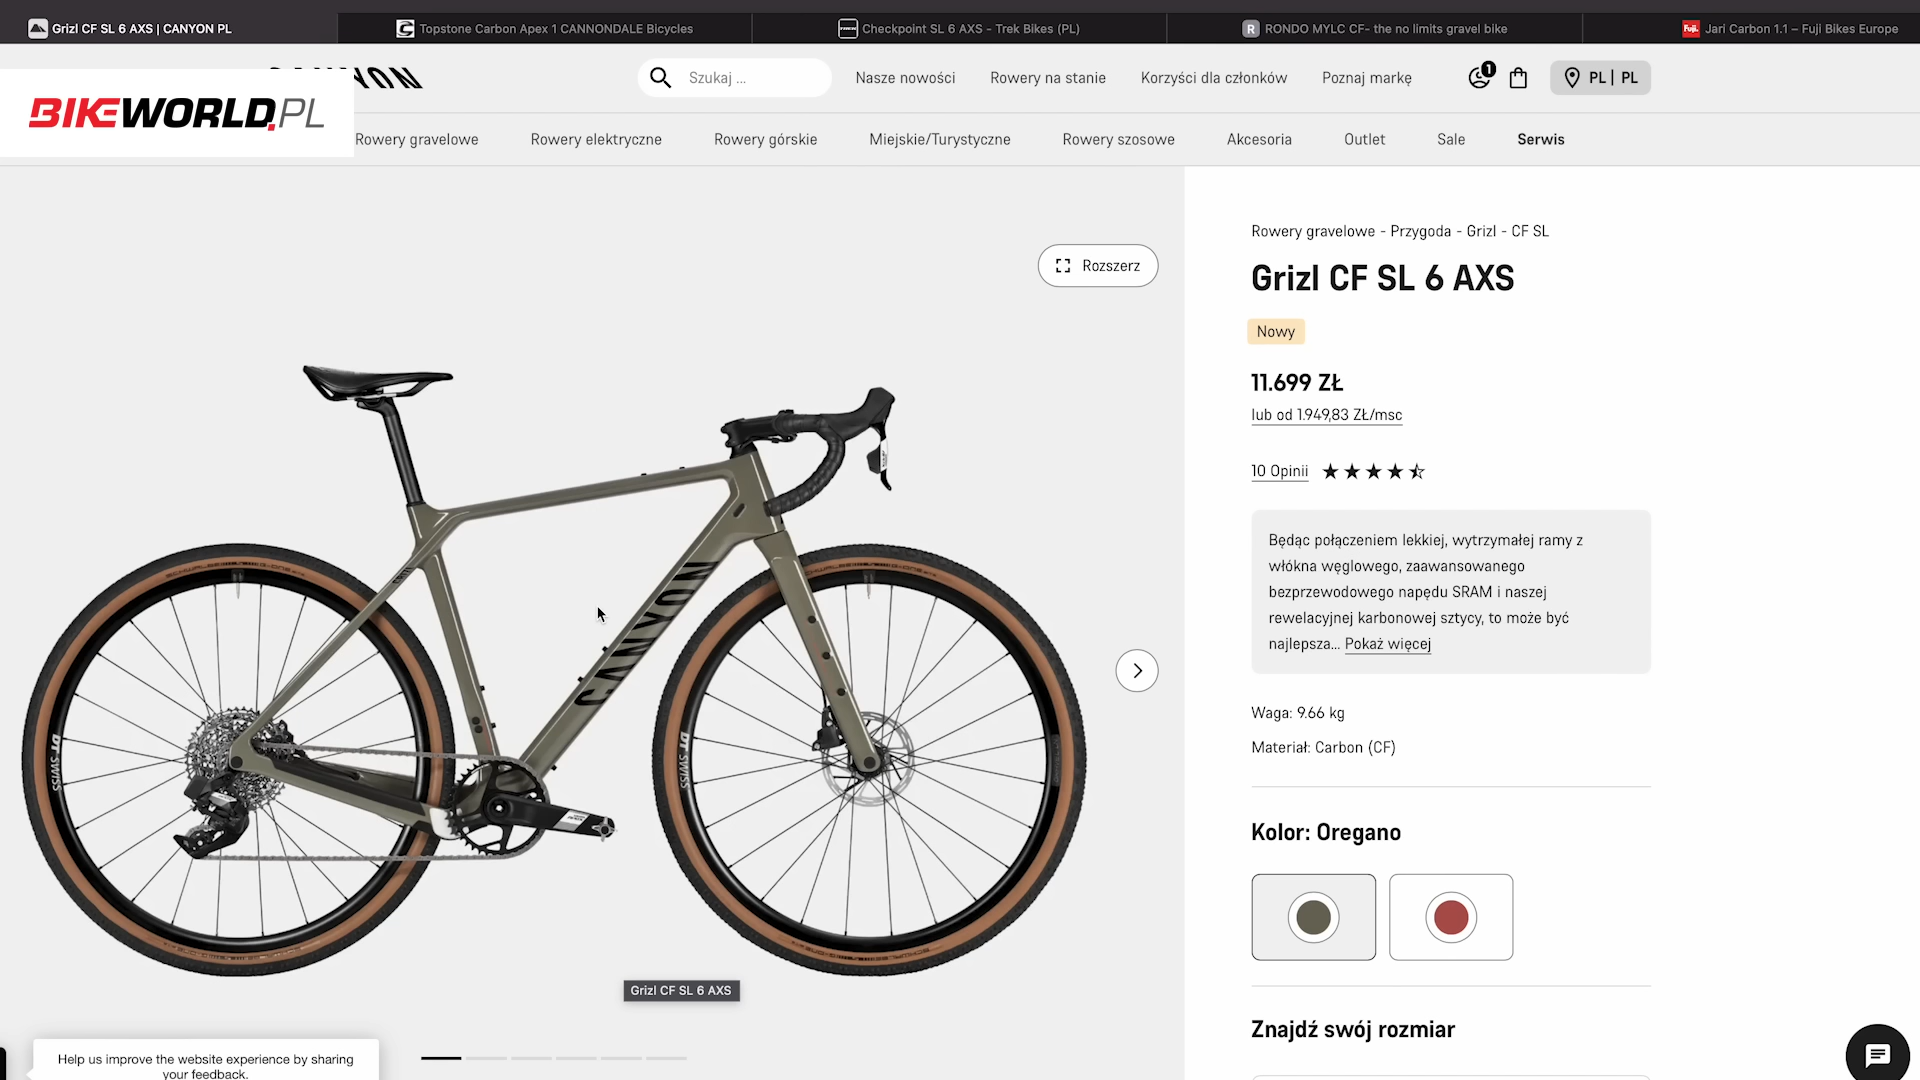 Grizl CF SL 6 AXS | CANYON PL
Topstone Carbon Apex 1 CANNONDALE Bicycles
Checkpoint SL 6 AXS - Trek Bikes (PL)
RONDO MYLC CF- the no limits gravel bike
Jari Carbon 1.1 – Fuji Bikes Europe
BIKEWORLD.PL
Szukaj ...
Nasze nowości
Rowery na stanie
Korzyści dla członków
Poznaj markę
1
PL | PL
Rowery gravelowe
Rowery elektryczne
Rowery górskie
Miejskie/Turystyczne
Rowery szosowe
Akcesoria
Outlet
Sale
Serwis
Rozszerz
Rowery gravelowe - Przygoda - Grizl - CF SL
Grizl CF SL 6 AXS
Nowy
11.699 ZŁ
lub od 1.949,83 ZŁ/msc
10 Opinii
Będąc połączeniem lekkiej, wytrzymałej ramy z
włókna węglowego, zaawansowanego
bezprzewodowego napędu SRAM i naszej
rewelacyjnej karbonowej sztycy, to może być
najlepsza... Pokaż więcej
Waga: 9.66 kg
Materiał: Carbon (CF)
Kolor: Oregano
Znajdź swój rozmiar
CANYON
DT SWISS
DT SWISS
Grizl CF SL 6 AXS
Help us improve the website experience by sharing
your feedback.